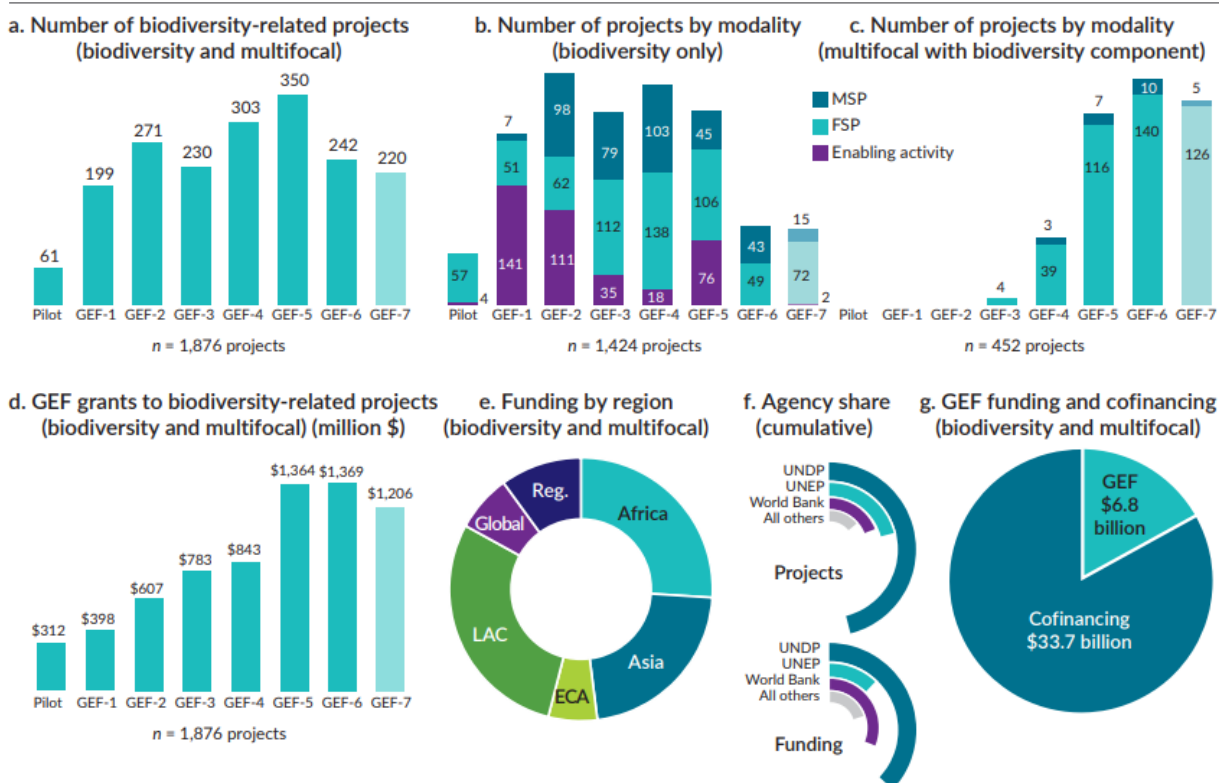 a. Number of biodiversity-related projects
(biodiversity and multifocal)
61
199
271
230
303
350
242
220
Pilot GEF-1 GEF-2 GEF-3 GEF-4 GEF-5 GEF-6 GEF-7
n = 1,876 projects
b. Number of projects by modality
(biodiversity only)
57
4
7
51
141
98
62
111
79
112
35
103
138
18
45
106
76
43
49
15
72
2
Pilot GEF-1 GEF-2 GEF-3 GEF-4 GEF-5 GEF-6 GEF-7
n = 1,424 projects
c. Number of projects by modality
(multifocal with biodiversity component)
MSP
FSP
Enabling activity
4
3
39
7
116
10
140
5
126
Pilot GEF-1 GEF-2 GEF-3 GEF-4 GEF-5 GEF-6 GEF-7
n = 452 projects
d. GEF grants to biodiversity-related projects
(biodiversity and multifocal) (million $)
$312
$398
$607
$783
$843
$1,364
$1,369
$1,206
Pilot GEF-1 GEF-2 GEF-3 GEF-4 GEF-5 GEF-6 GEF-7
n = 1,876 projects
e. Funding by region
(biodiversity and multifocal)
Reg.
Africa
Global
LAC
Asia
ECA
f. Agency share
(cumulative)
UNDP
UNEP
World Bank
All others
Projects
UNDP
UNEP
World Bank
All others
Funding
g. GEF funding and cofinancing
(biodiversity and multifocal)
GEF
$6.8
billion
Cofinancing
$33.7 billion